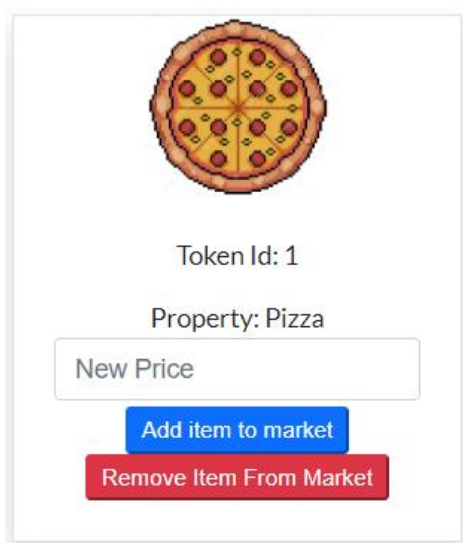 Token Id: 1
Property: Pizza
New Price
Add item to market
Remove Item From Market